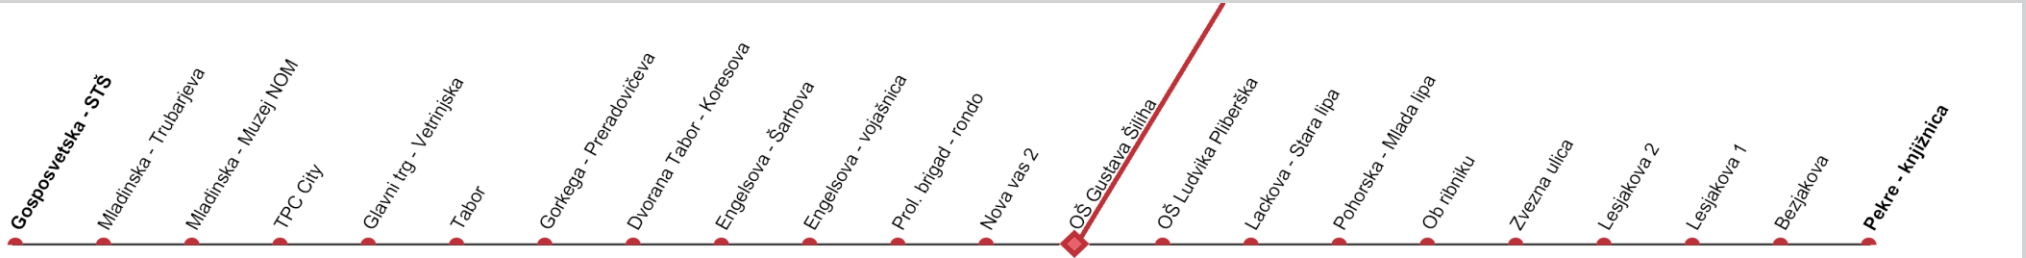 Gosposvetska - STŠ
Mladinska - Trubarjeva
Mladinska - Muzej NOM
TPC City
Glavni trg - Vetrinjska
Tabor
Gorkega - Preradovičeva
Dvorana Tabor - Koresova
Engelsova - Šarhova
Engelsova - vojašnica
Prol. brigad - rondo
Nova vas 2
OŠ Gustava Šiliha
OŠ Ludvika Pliberška
Lackova - Stara lipa
Pohorska - Mlada lipa
Ob ribniku
Zvezna ulica
Lesjakova 2
Lesjakova 1
Bezjakova
Pekre - knjižnica